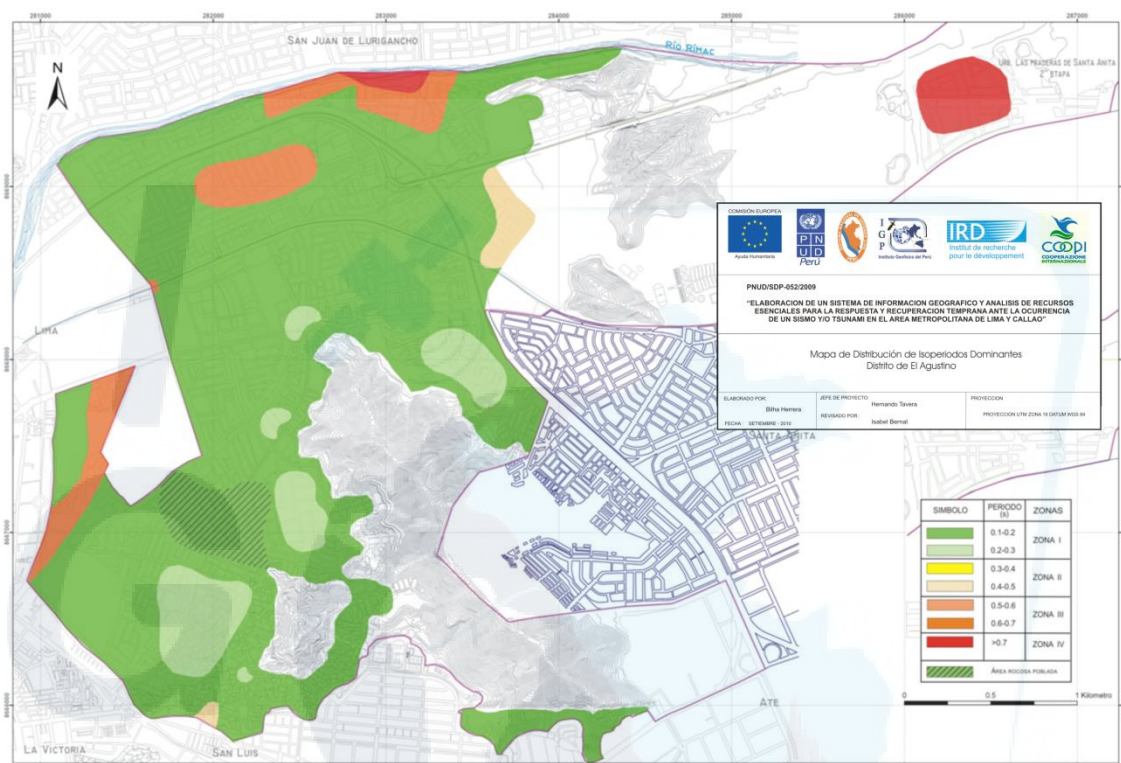 281000 282000 283000 284000 285000 286000 287000
SAN JUAN DE LURIGANCHO
RÍO RÍMAC
URB. LAS PRADERAS DE SANTA ANITA
2° ETAPA
N
8669000
8668000
8667000
8666000
LIMA
SANTA ANITA
ATE
LA VICTORIA
SAN LUIS
COMISIÓN EUROPEA
Ayuda Humanitaria
PNUD
Perú
IGP
Instituto Geofísico del Perú
IRD
Institut de recherche
pour le développement
COOPI
COOPERAZIONE
INTERNAZIONALE
PNUD/SDP-052/2009
"ELABORACION DE UN SISTEMA DE INFORMACION GEOGRAFICO Y ANALISIS DE RECURSOS
ESENCIALES PARA LA RESPUESTA Y RECUPERACION TEMPRANA ANTE LA OCURRENCIA
DE UN SISMO Y/O TSUNAMI EN EL AREA METROPOLITANA DE LIMA Y CALLAO"
Mapa de Distribución de Isoperiodos Dominantes
Distrito de El Agustino
ELABORADO POR:
Bilha Herrera
FECHA SETIEMBRE - 2010
JEFE DE PROYECTO: Hernando Tavera
REVISADO POR: Isabel Bernal
PROYECCION
PROYECCION UTM ZONA 18 DATUM WGS 84
SIMBOLO PERIODO (s) ZONAS
0.1-0.2
0.2-0.3
ZONA I
0.3-0.4
0.4-0.5
ZONA II
0.5-0.6
0.6-0.7
ZONA III
>0.7 ZONA IV
ÁREA ROCOSA POBLADA
0 0.5 1 Kilometro